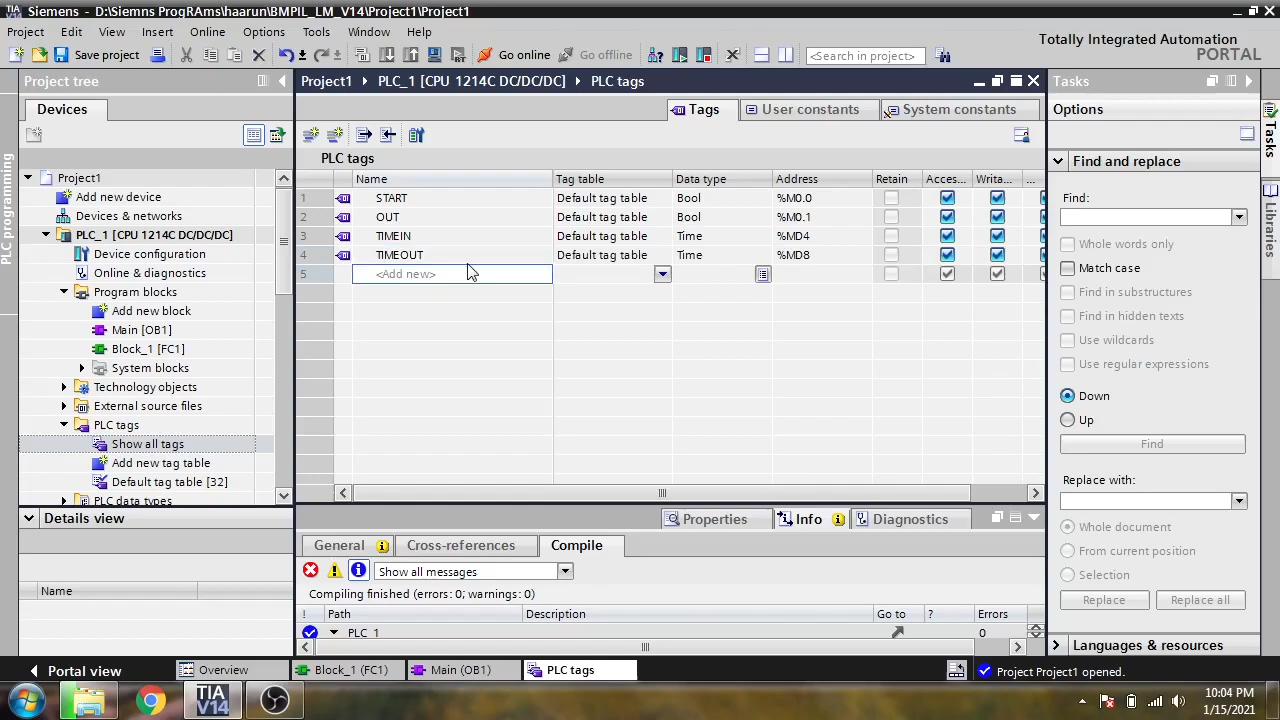 Siemens - D:\Siemns ProgRAms\haarun\BMPIL_LM_V14\Project1\Project1
TIA V14
Project Edit View Insert Online Options Tools Window Help
Totally Integrated Automation
PORTAL
Save project
Go online
Go offline
<Search in project>
Project tree
Project1 PLC_1 [CPU 1214C DC/DC/DC] PLC tags
Tasks
Devices
Tags
User constants
System constants
Options
PLC tags
Find and replace
Name Tag table Data type Address Retain Acces... Writa... ...
1 START Default tag table Bool %M0.0
2 OUT Default tag table Bool %M0.1
3 TIMEIN Default tag table Time %MD4
4 TIMEOUT Default tag table Time %MD8
5 <Add new>
Project1
Add new device
Devices & networks
PLC_1 [CPU 1214C DC/DC/DC]
Device configuration
Online & diagnostics
Program blocks
Add new block
Main [OB1]
Block_1 [FC1]
System blocks
Technology objects
External source files
PLC tags
Show all tags
Add new tag table
Default tag table [32]
PLC data types
Details view
Name
Find:
Whole words only
Match case
Find in substructures
Find in hidden texts
Use wildcards
Use regular expressions
Down
Up
Find
Replace with:
Whole document
From current position
Selection
Replace
Replace all
Languages & resources
Properties
Info
Diagnostics
General
Cross-references
Compile
Show all messages
Compiling finished (errors: 0; warnings: 0)
! Path Description Go to ? Errors
PLC_1 0
PLC programming
Tasks
Libraries
Portal view
Overview
Block_1 (FC1)
Main (OB1)
PLC tags
Project Project1 opened.
TIA
V14
10:04 PM
1/15/2021